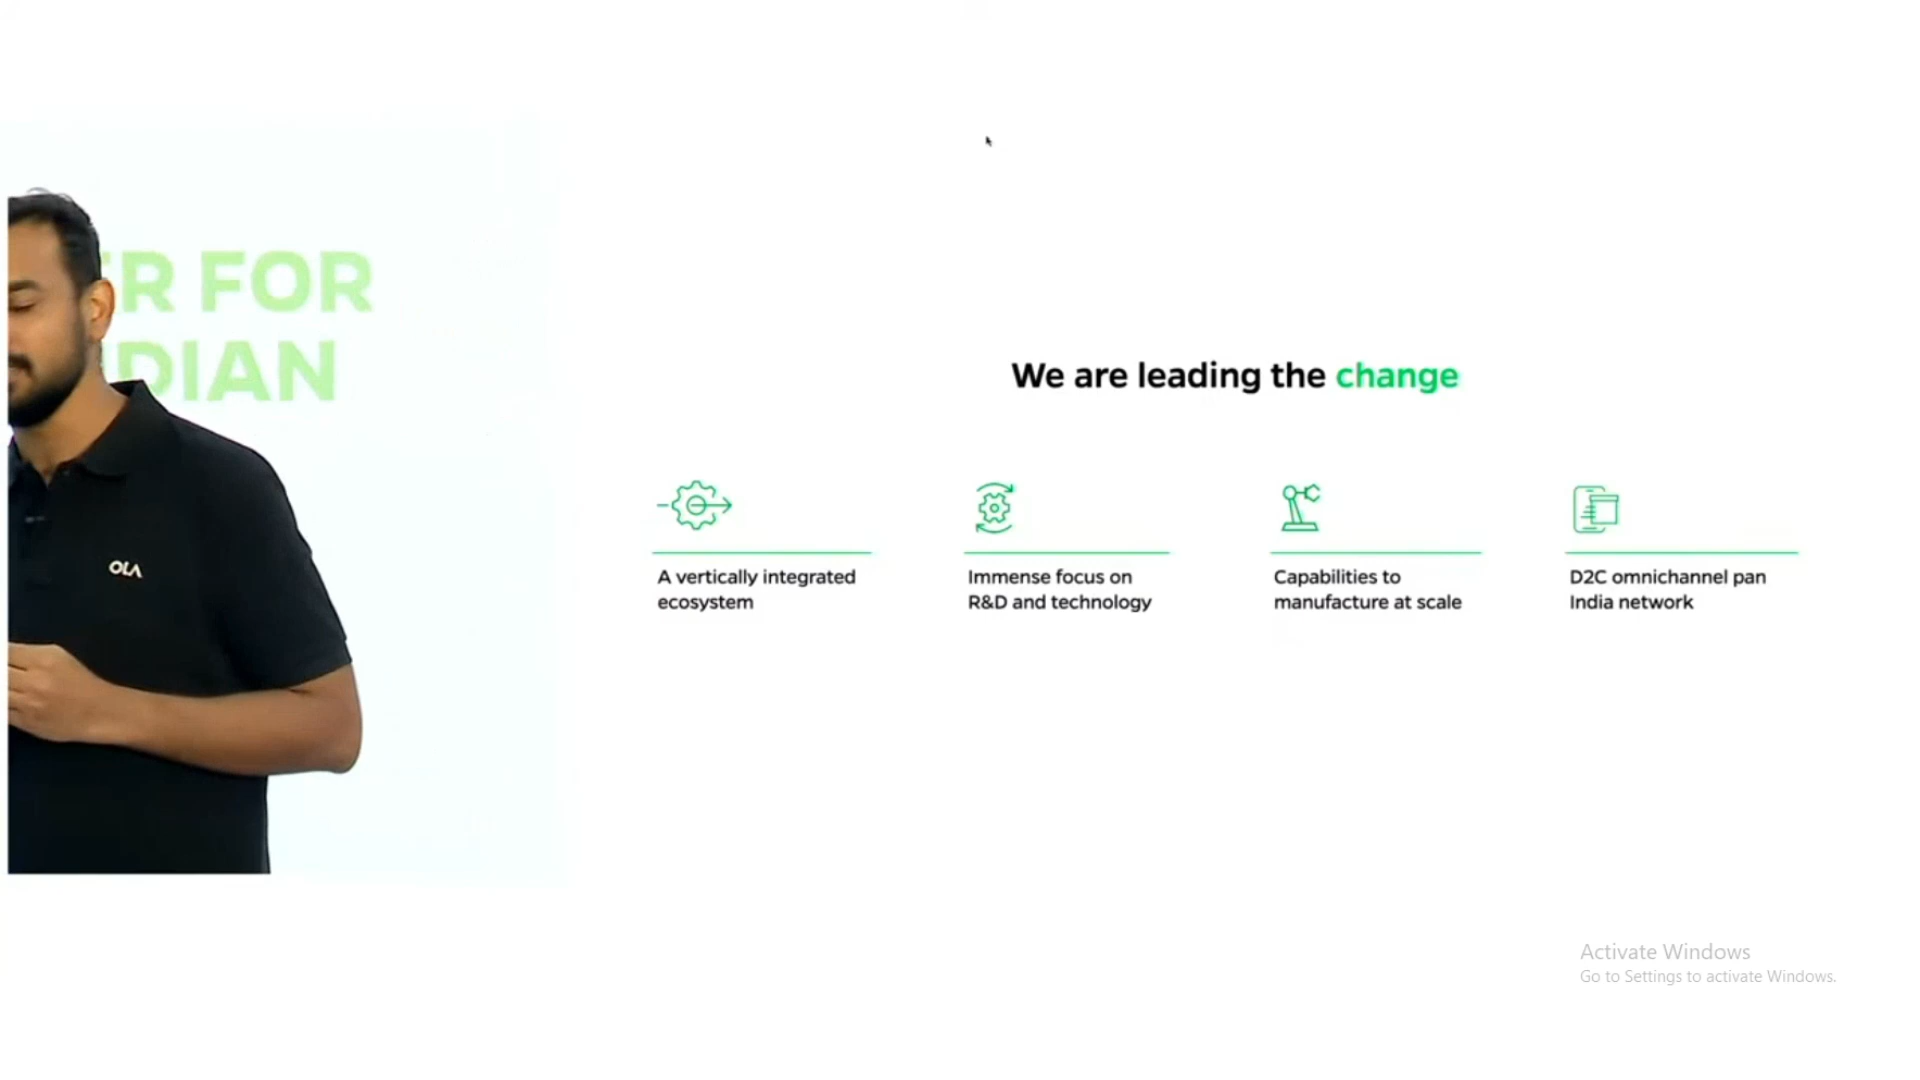 ER FOR
DIAN
OLA
We are leading the change
A vertically integrated
ecosystem
Immense focus on
R&D and technology
Capabilities to
manufacture at scale
D2C omnichannel pan
India network
Activate Windows
Go to Settings to activate Windows.